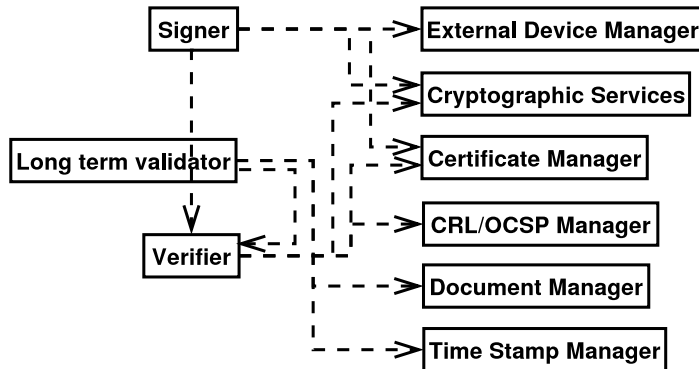 Signer
External Device Manager
Cryptographic Services
Long term validator
Certificate Manager
CRL/OCSP Manager
Verifier
Document Manager
Time Stamp Manager